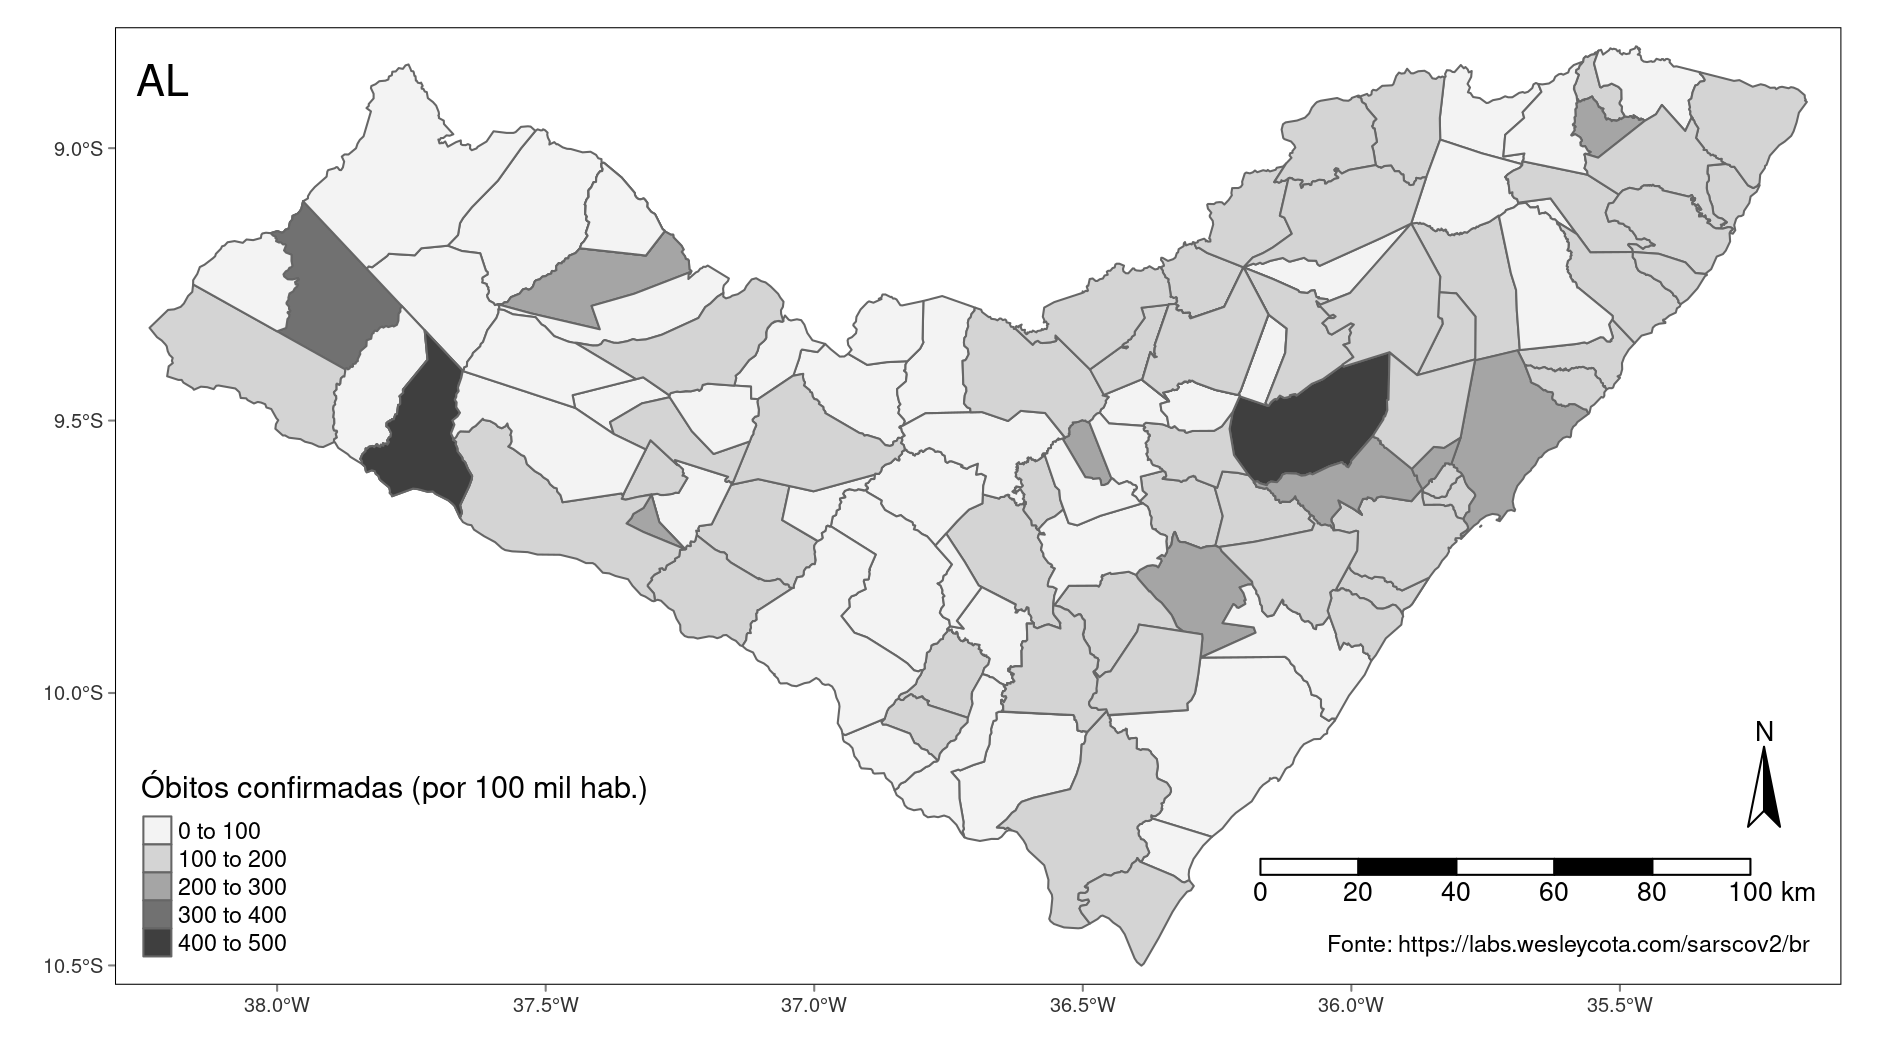 AL
9.0°S
9.5°S
10.0°S
10.5°S
N
Óbitos confirmadas (por 100 mil hab.)
0 to 100
100 to 200
200 to 300
300 to 400
400 to 500
0 20 40 60 80 100 km
Fonte: https://labs.wesleycota.com/sarscov2/br
38.0°W 37.5°W 37.0°W 36.5°W 36.0°W 35.5°W